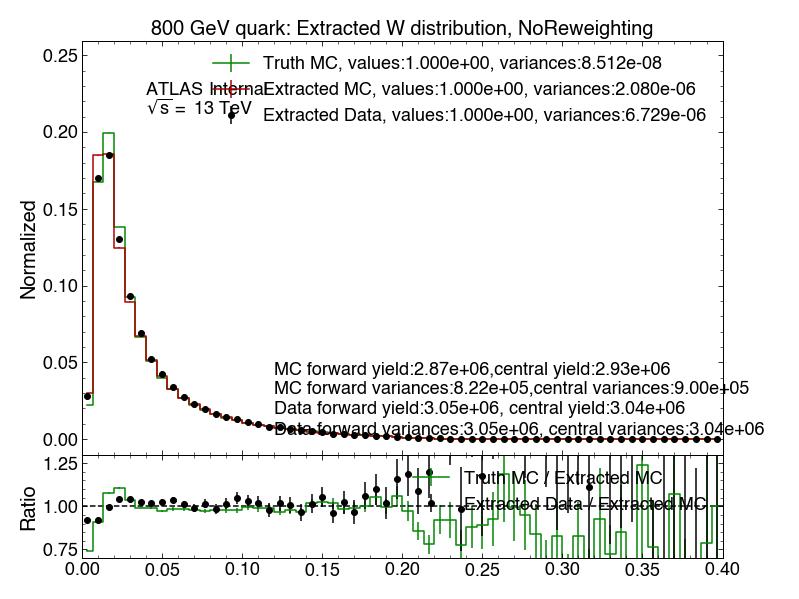 800 GeV quark: Extracted W distribution, NoReweighting
Truth MC, values:1.000e+00, variances:8.512e-08
ATLAS Internal
Extracted MC, values:1.000e+00, variances:2.080e-06
√s = 13 TeV
Extracted Data, values:1.000e+00, variances:6.729e-06
Normalized
0.25
0.20
0.15
0.10
0.05
0.00
MC forward yield:2.87e+06,central yield:2.93e+06
MC forward variances:8.22e+05,central variances:9.00e+05
Data forward yield:3.05e+06, central yield:3.04e+06
Data forward variances:3.05e+06, central variances:3.04e+06
Ratio
1.25
1.00
0.75
Truth MC / Extracted MC
Extracted Data / Extracted MC
0.00 0.05 0.10 0.15 0.20 0.25 0.30 0.35 0.40